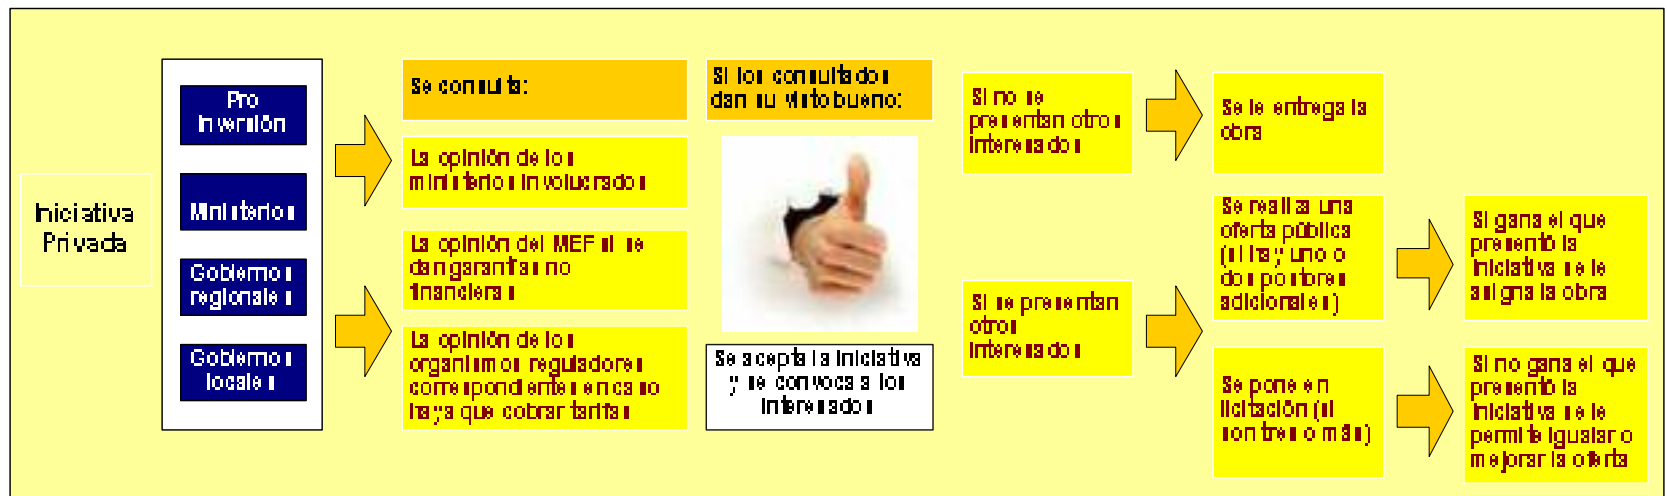 Iniciativa
Privada
Pro
Inversión
Ministerios
Gobiernos
regionales
Gobiernos
locales
Se consulta:
La opinión de los
ministerios involucrados
La opinión del MEF si se
dan garantías no
financieras
La opinión de los
organismos reguladores
correspondientes en caso
haya que cobrar tarifas
Si los consultados
dan su visto bueno:
Se acepta la iniciativa
y se convoca a los
interesados
Si no se
presentan otros
interesados
Se le entrega la
obra
Si se presentan
otros
interesados
Se realiza una
oferta pública
(si hay uno o
dos postores
adicionales)
Si gana el que
presentó la
iniciativa se le
asigna la obra
Se pone en
licitación (si
son tres o más)
Si no gana el que
presentó la
iniciativa se le
permite igualar o
mejorar la oferta